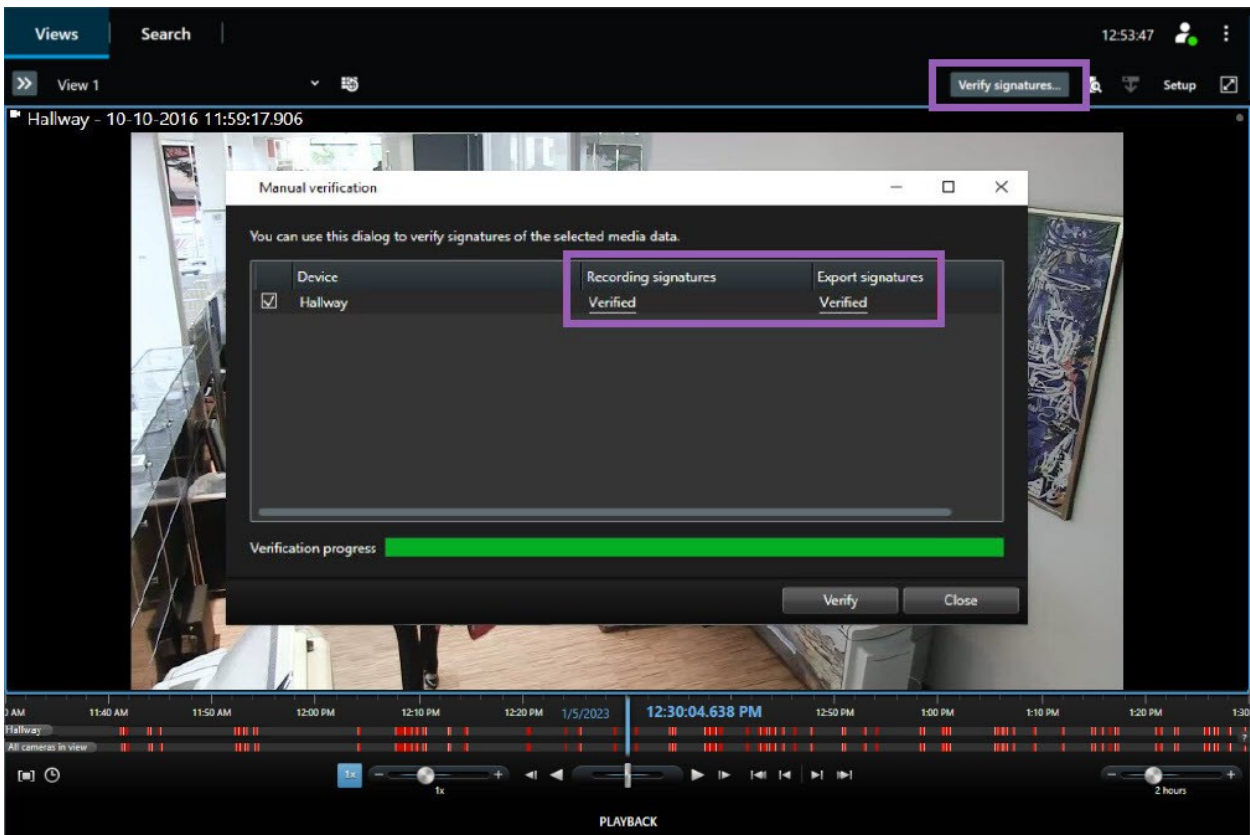 Views Search 12:53:47
View 1 Verify signatures... Setup
Hallway - 10-10-2016 11:59:17.906
Manual verification
You can use this dialog to verify signatures of the selected media data.
Device Recording signatures Export signatures
Hallway Verified Verified
Verification progress
Verify Close
AM 11:40 AM 11:50 AM 12:00 PM 12:10 PM 12:20 PM 1/5/2023 12:30:04.638 PM 12:50 PM 1:00 PM 1:10 PM 1:20 PM 1:30
Hallway ?
All cameras in view
1x 1x 2 hours
PLAYBACK